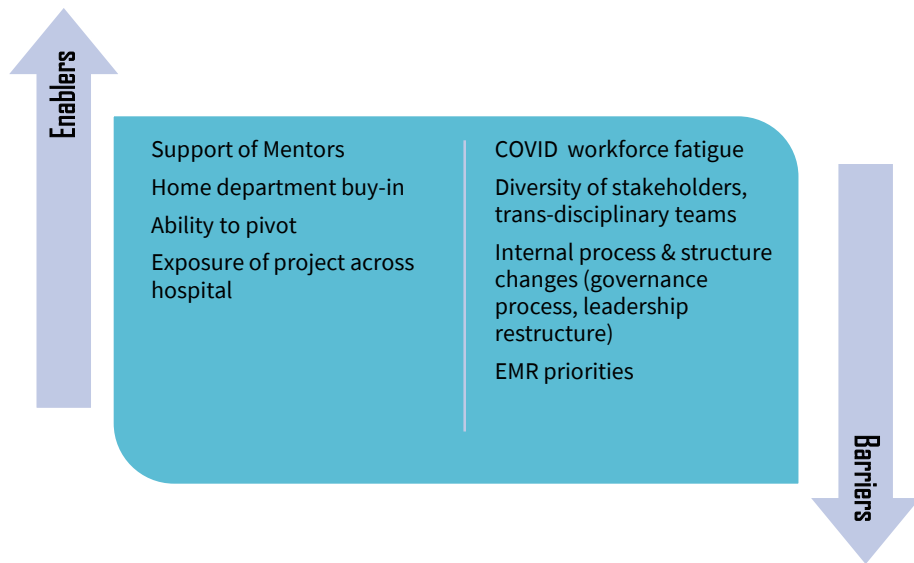 Enablers
Support of Mentors
Home department buy-in
Ability to pivot
Exposure of project across
hospital
COVID  workforce fatigue
Diversity of stakeholders,
trans-disciplinary teams
Internal process & structure
changes (governance
process, leadership
restructure)
EMR priorities
Barriers